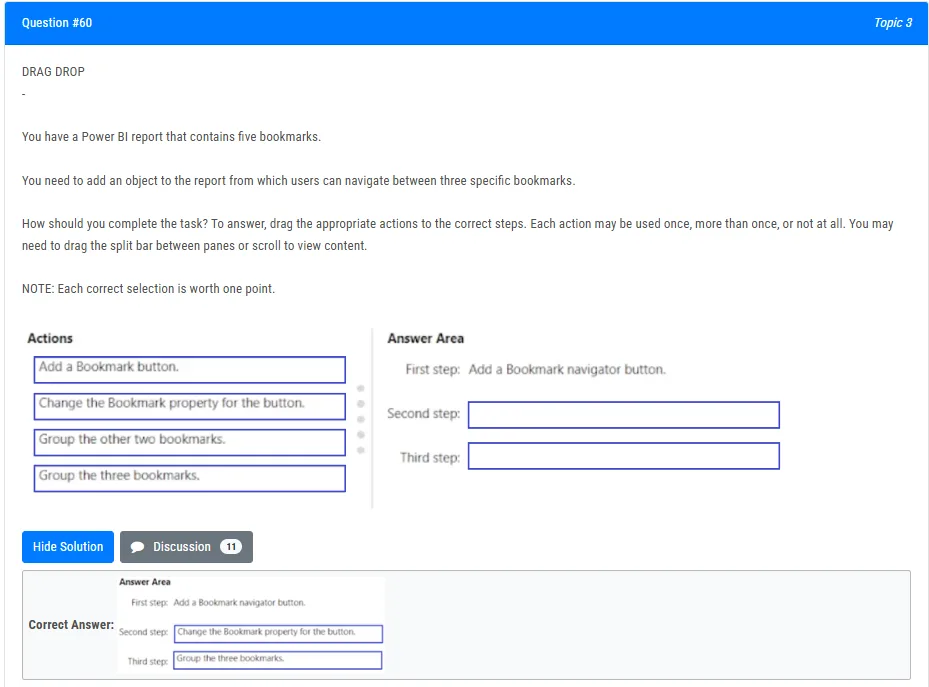 Question #60
Topic 3
DRAG DROP
-
You have a Power BI report that contains five bookmarks.
You need to add an object to the report from which users can navigate between three specific bookmarks.
How should you complete the task? To answer, drag the appropriate actions to the correct steps. Each action may be used once, more than once, or not at all. You may
need to drag the split bar between panes or scroll to view content.
NOTE: Each correct selection is worth one point.
Actions
Add a Bookmark button.
Change the Bookmark property for the button.
Group the other two bookmarks.
Group the three bookmarks.
Answer Area
First step: Add a Bookmark navigator button.
Second step:
Third step:
Hide Solution
Discussion 11
Correct Answer:
Answer Area
First step: Add a Bookmark navigator button.
Second step: Change the Bookmark property for the button.
Third step: Group the three bookmarks.